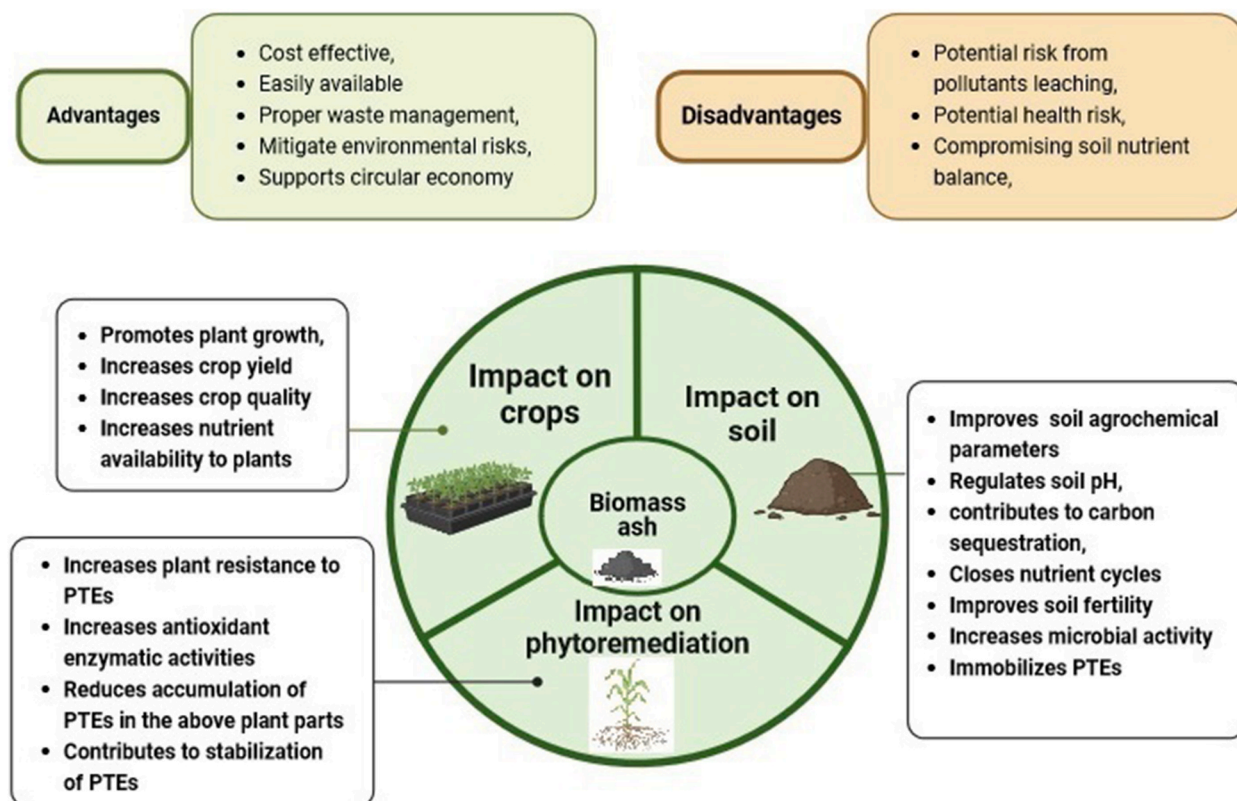 Advantages
• Cost effective,
• Easily available
• Proper waste management,
• Mitigate environmental risks,
• Supports circular economy
Disadvantages
• Potential risk from
pollutants leaching,
• Potential health risk,
• Compromising soil nutrient
balance,
• Promotes plant growth,
• Increases crop yield
• Increases crop quality
• Increases nutrient
availability to plants
Impact on
crops
Impact on
soil
Biomass
ash
Impact on
phytoremediation
• Improves soil agrochemical
parameters
• Regulates soil pH,
• contributes to carbon
sequestration,
• Closes nutrient cycles
• Improves soil fertility
• Increases microbial activity
• Immobilizes PTEs
• Increases plant resistance to
PTEs
• Increases antioxidant
enzymatic activities
• Reduces accumulation of
PTEs in the above plant parts
• Contributes to stabilization
of PTEs